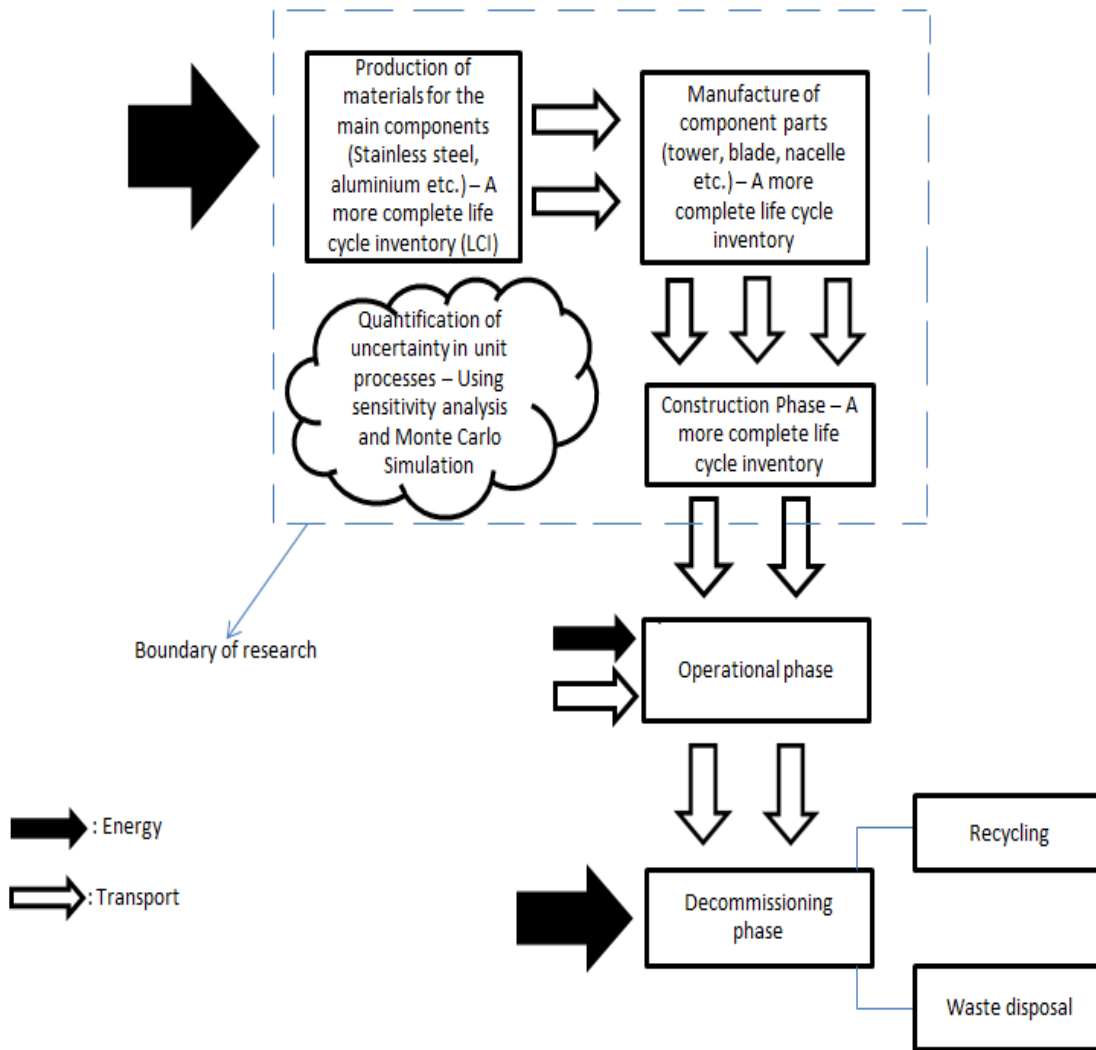 Production of
materials for the
main components
(Stainless steel,
aluminium etc.) – A
more complete life
cycle inventory (LCI)
Manufacture of
component parts
(tower, blade, nacelle
etc.) – A more
complete life cycle
inventory
Quantification of
uncertainty in unit
processes – Using
sensitivity analysis
and Monte Carlo
Simulation
Construction Phase – A
more complete life
cycle inventory
Boundary of research
Operational phase
: Energy
: Transport
Recycling
Decommissioning
phase
Waste disposal